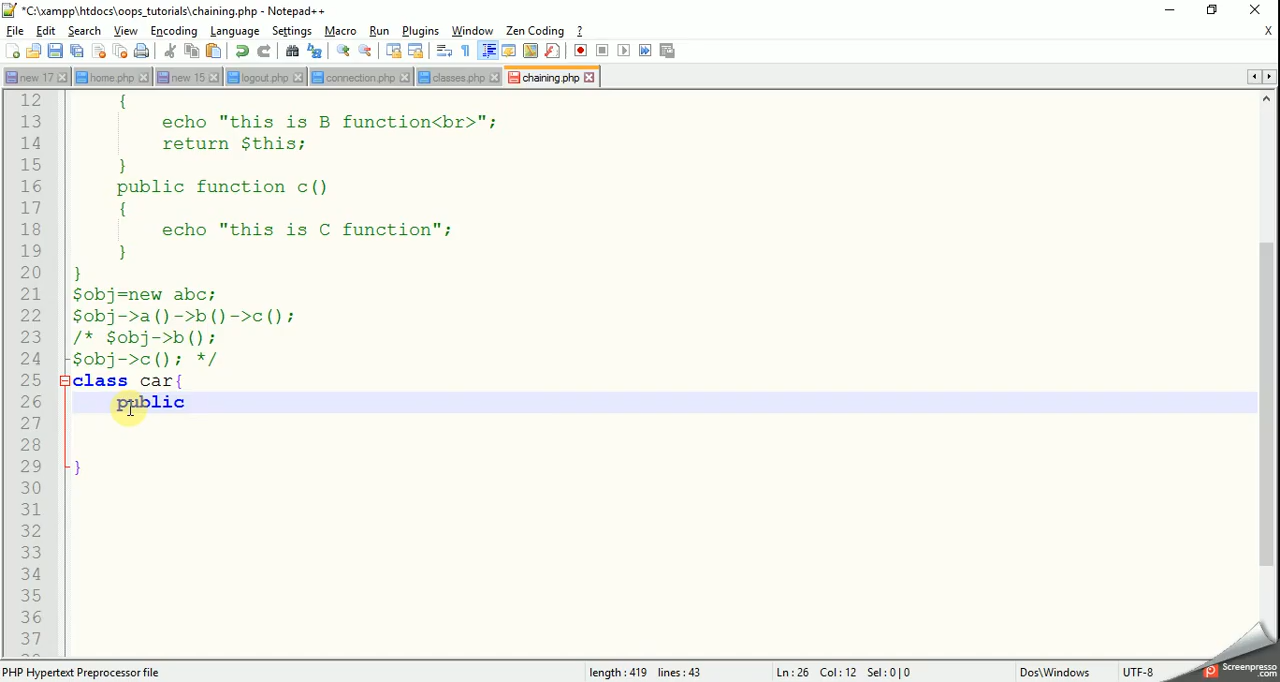 *C:\xampp\htdocs\oops_tutorials\chaining.php - Notepad++
File Edit Search View Encoding Language Settings Macro Run Plugins Window Zen Coding ? X
new 17 home.php new 15 logout.php connection.php classes.php chaining.php
12 {
13 echo "this is B function<br>";
14 return $this;
15 }
16 public function c()
17 {
18 echo "this is C function";
19 }
20 }
21 $obj=new abc;
22 $obj->a()->b()->c();
23 /* $obj->b();
24 $obj->c(); */
25 class car{
26 public
27
28
29 }
30
31
32
33
34
35
36
37
PHP Hypertext Preprocessor file length : 419 lines : 43 Ln : 26 Col : 12 Sel : 0 | 0 Dos\Windows UTF-8
Screenpresso
.com